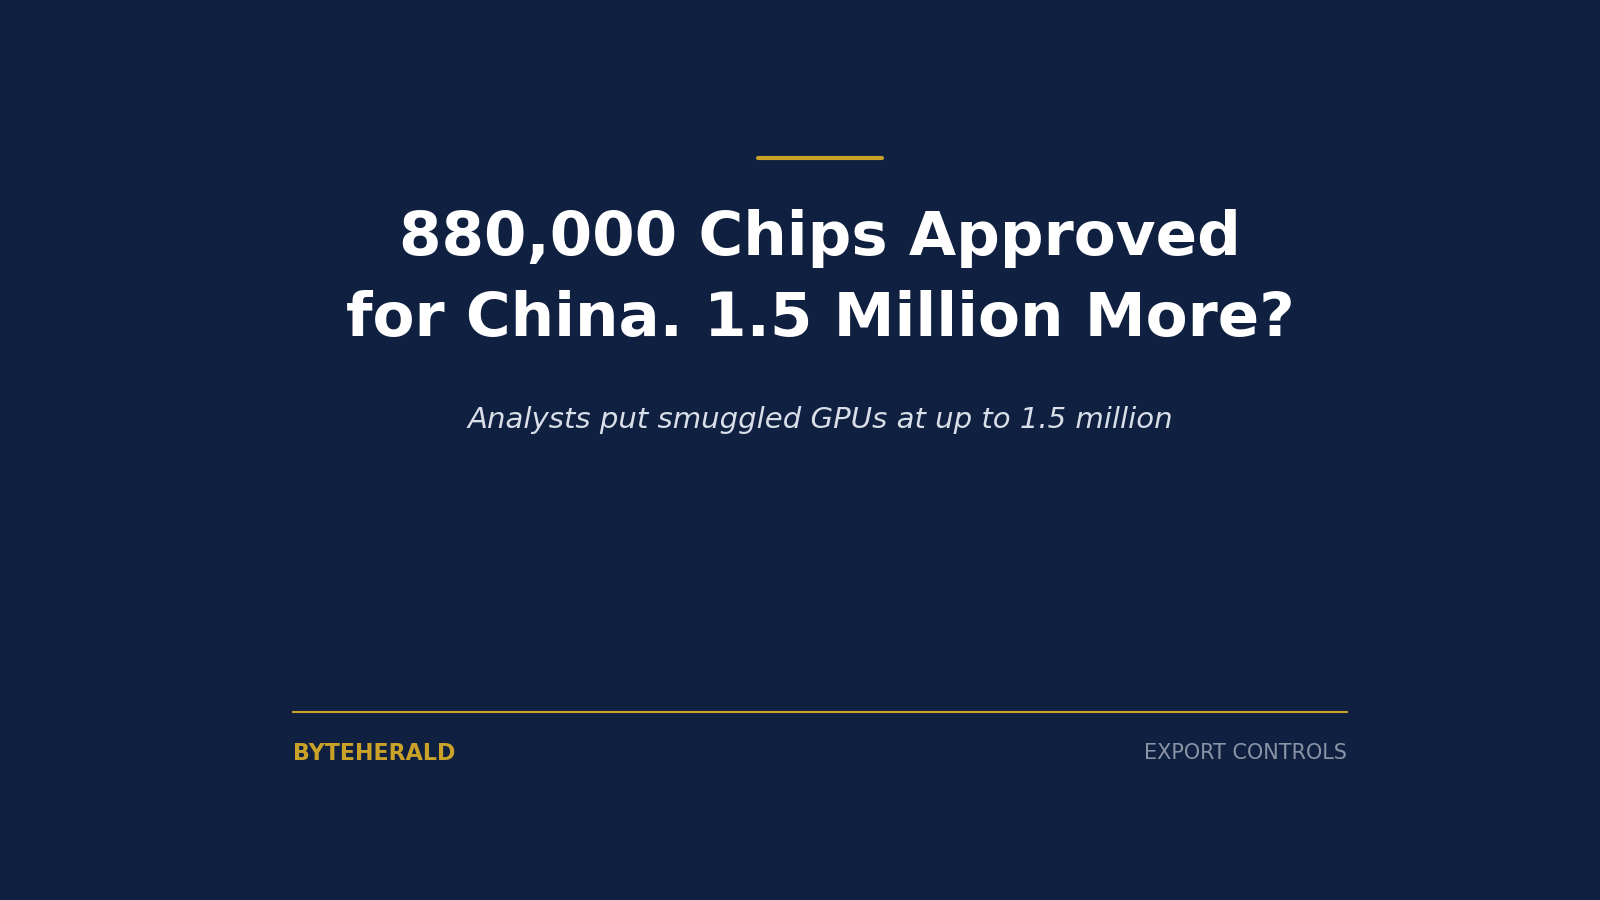 880,000 Chips Approved
for China. 1.5 Million More?
Analysts put smuggled GPUs at up to 1.5 million
BYTEHERALD
EXPORT CONTROLS